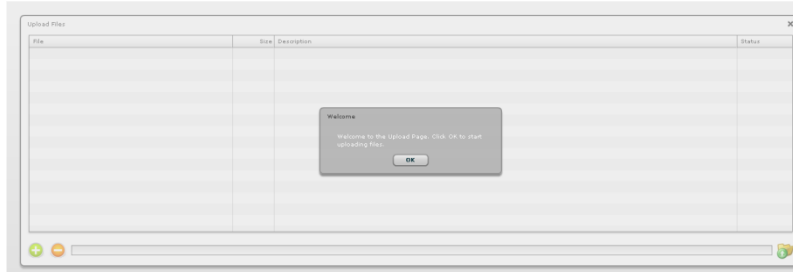 Upload Files
File Size Description Status
Welcome
Welcome to the Upload Page. Click OK to start
uploading files.
OK